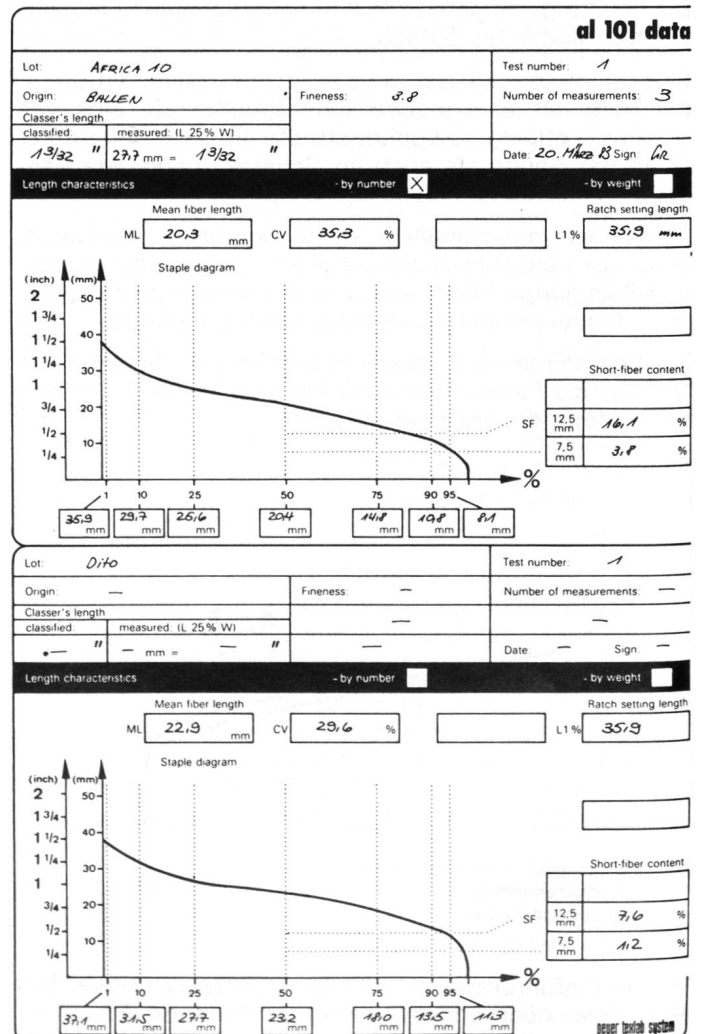 al 101 data
Lot: AFRICA 10 Test number: 1
Origin: BALLEN Fineness: 3.8 Number of measurements: 3
Classer's length
classified: measured: (L 25% W)
1 3/32 " 27,7 mm = 1 3/32 " Date: 20. MÄRZ Sign:
Length characteristics - by number X - by weight
Mean fiber length Ratch setting length
ML 20,3 mm CV 35,3 % L1% 35,9 mm
Staple diagram
(inch) (mm)
2 50
1 3/4
1 1/2 40
1 1/4 30
1
3/4 20
1/2 10
1/4
Short-fiber content
SF 12,5 mm 16,1 %
7,5 mm 3,8 %
%
1 10 25 50 75 90 95
35,9 mm 29,7 mm 25,6 mm 20,4 mm 14,8 mm 10,8 mm 8,1 mm
Lot: Dito Test number: 1
Origin: — Fineness: — Number of measurements: —
Classer's length
classified: measured: (L 25% W) — —
— " — mm = — " — Date: — Sign: —
Length characteristics - by number - by weight
Mean fiber length Ratch setting length
ML 22,9 mm CV 29,6 % L1% 35,9
Staple diagram
(inch) (mm)
2 50
1 3/4
1 1/2 40
1 1/4 30
1
3/4 20
1/2 10
1/4
Short-fiber content
SF 12,5 mm 7,6 %
7,5 mm 1,2 %
%
1 10 25 50 75 90 95
37,1 mm 31,5 mm 27,7 mm 23,2 mm 18,0 mm 13,5 mm 11,3 mm
peyer texlab system